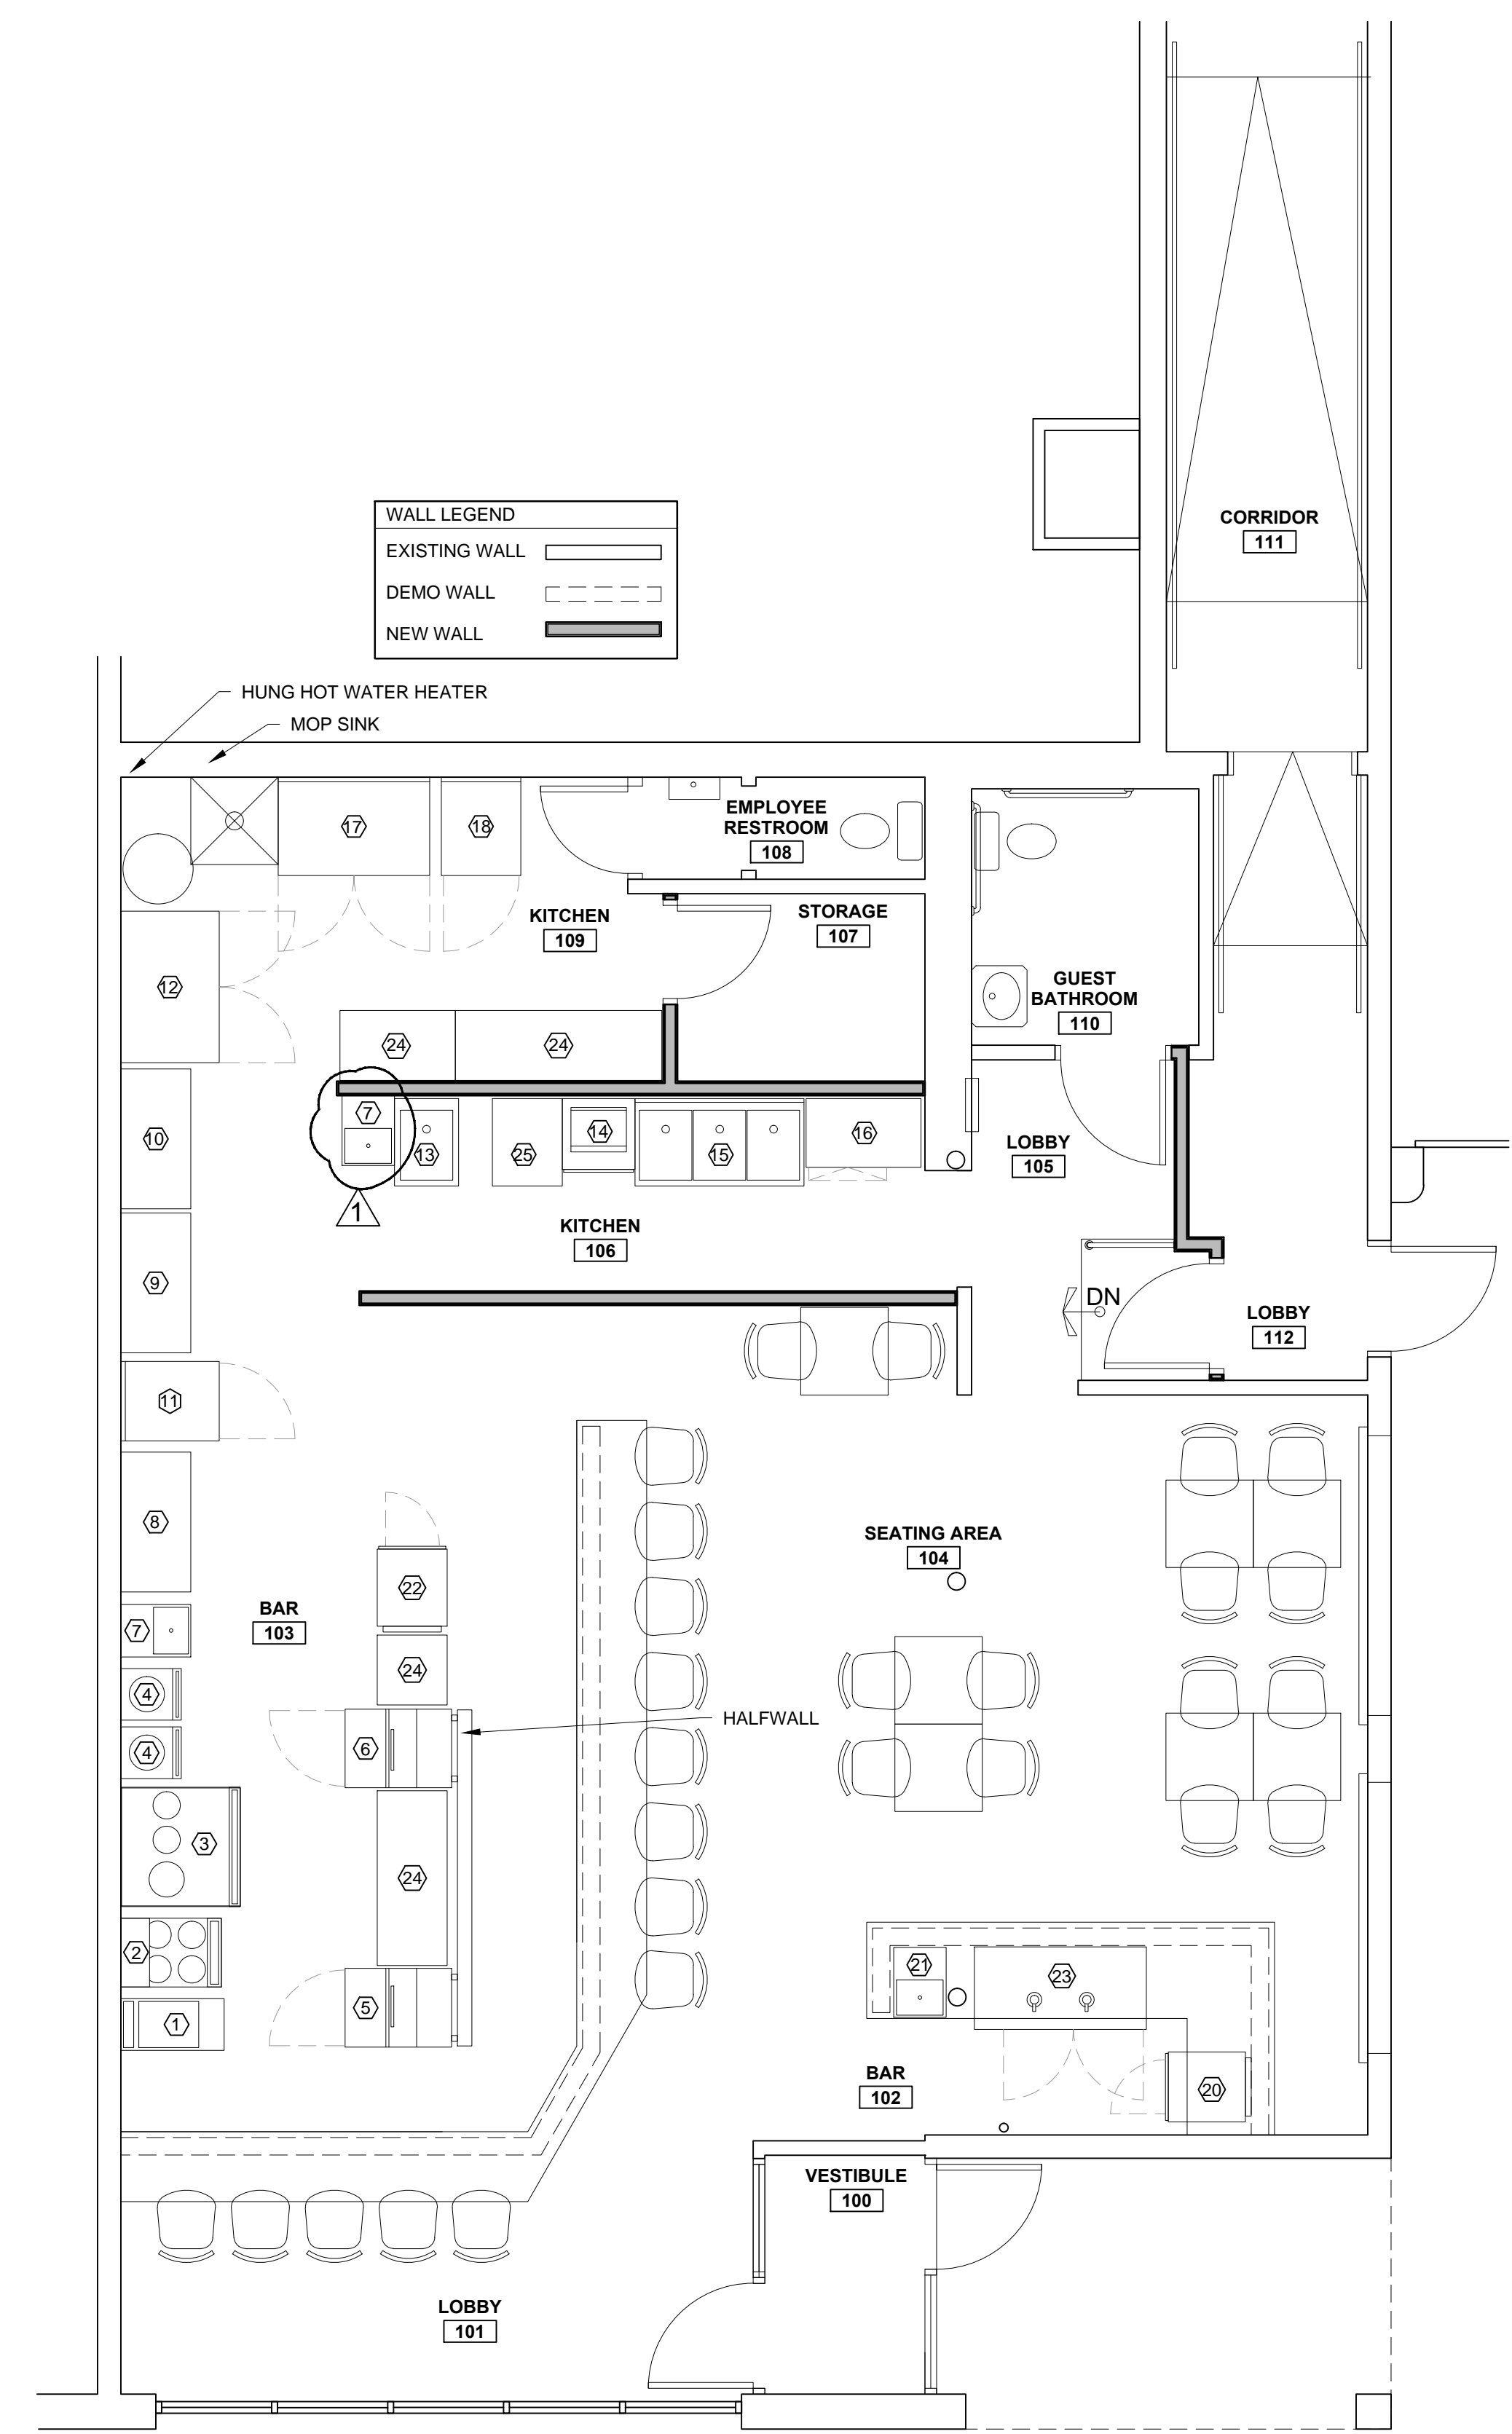 CORRIDOR
111
WALL LEGEND
EXISTING WALL
DEMO WALL
NEW WALL
HUNG HOT WATER HEATER
MOP SINK
17
18
EMPLOYEE
RESTROOM
108
KITCHEN
109
STORAGE
107
12
GUEST
BATHROOM
110
24
24
7
13
25
14
15
16
10
LOBBY
105
1
KITCHEN
106
9
DN
LOBBY
112
11
8
SEATING AREA
104
22
BAR
103
7
24
4
HALFWALL
4
6
3
24
2
21
23
5
1
BAR
102
20
VESTIBULE
100
LOBBY
101